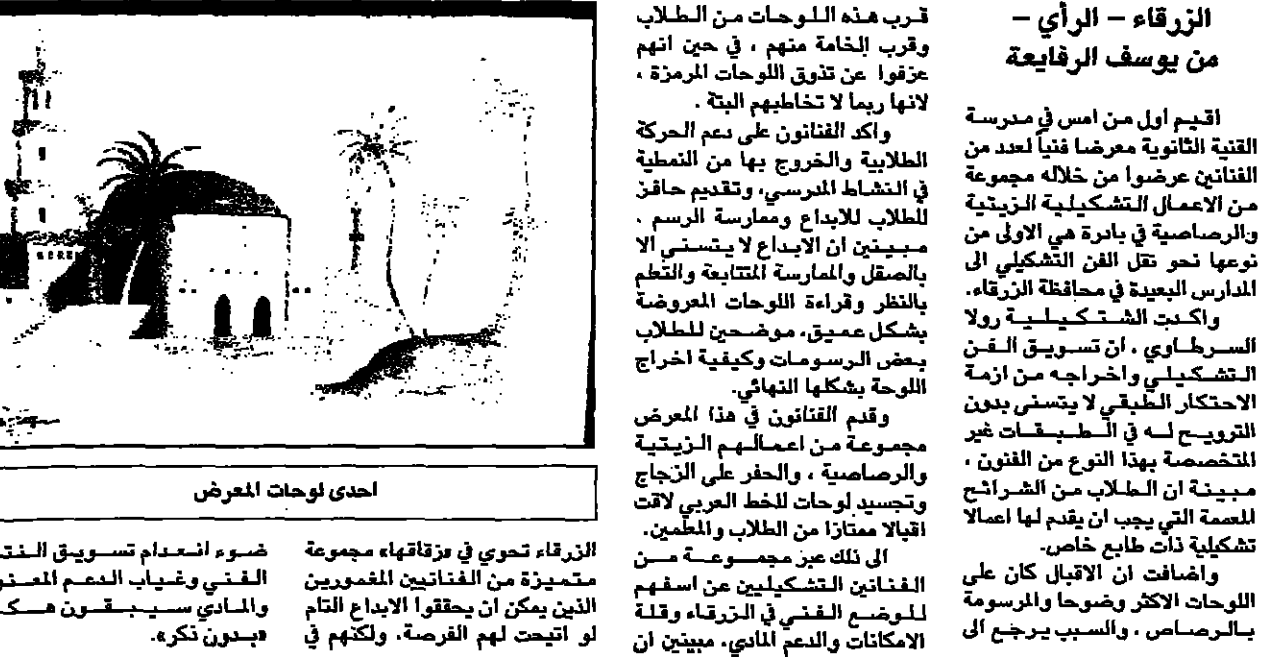 الزرقاء – الرأي –
من يوسف الرفايعة
اقيم اول من امس في مدرسة
القنية الثانوية معرضا فنياً لعدد من
الفنانين عرضوا من خلاله مجموعة
من الاعمال التشكيلية الزيتية
والرصاصية في بادرة هي الاولى من
نوعها نحو نقل الفن التشكيلي الى
المدارس البعيدة في محافظة الزرقاء.
واكدت الشتكيلية رولا
السرطاوي ، ان تسويق الفن
التشكيلي واخراجه من ازمة
الاحتكار الطبقي لا يتسنى بدون
الترويح له في الطبقات غير
المتخصصة بهذا النوع من الفنون ،
مبينة ان الطلاب من الشرائح
المعممة التي يجب ان يقدم لها اعمالا
تشكيلية ذات طابع خاص.
واضافت ان الاقبال كان على
اللوحات الاكثر وضوحا والمرسومة
بالرصاص ، والسبب يرجع الى
قرب هذه اللوحات من الطلاب
وقرب الخامة منهم ، في حين انهم
عزفوا عن تذوق اللوحات المرمزة ،
لانها ربما لا تخاطبهم البتة .
واكد الفنانون على دعم الحركة
الطلابية والخروج بها من النمطية
في النشاط المدرسي، وتقديم حافز
للطلاب للابداع وممارسة الرسم ،
مبينين ان الابداع لا يتسنى الا
بالصقل والممارسة المتتابعة والتعلم
بالنظر وقراءة اللوحات المعروضة
بشكل عميق، موضحين للطلاب
بعض الرسومات وكيفية اخراج
اللوحة بشكلها النهائي.
وقدم الفنانون في هذا المعرض
مجموعة من اعمالهم الزيتية
والرصاصية ، والحفر على الزجاج
وتجسيد لوحات للخط العربي لاقت
اقبالا ممتازا من الطلاب والمعلمين.
الى ذلك عبر مجموعة من
الفنانين التشكيليين عن اسفهم
للوضع الفني في الزرقاء وقلة
الامكانات والدعم المادي، مبينين ان
احدى لوحات المعرض
الزرقاء تحوي في «زقاقها» مجموعة
متميزة من الفنانيين المغمورين
الذين يمكن ان يحققوا الابداع التام
لو اتيحت لهم الفرصة، ولكنهم في
ضوء انعدام تسويق
الفني وغياب الدعم
والمادي سيبقون
«بدون ذكر».